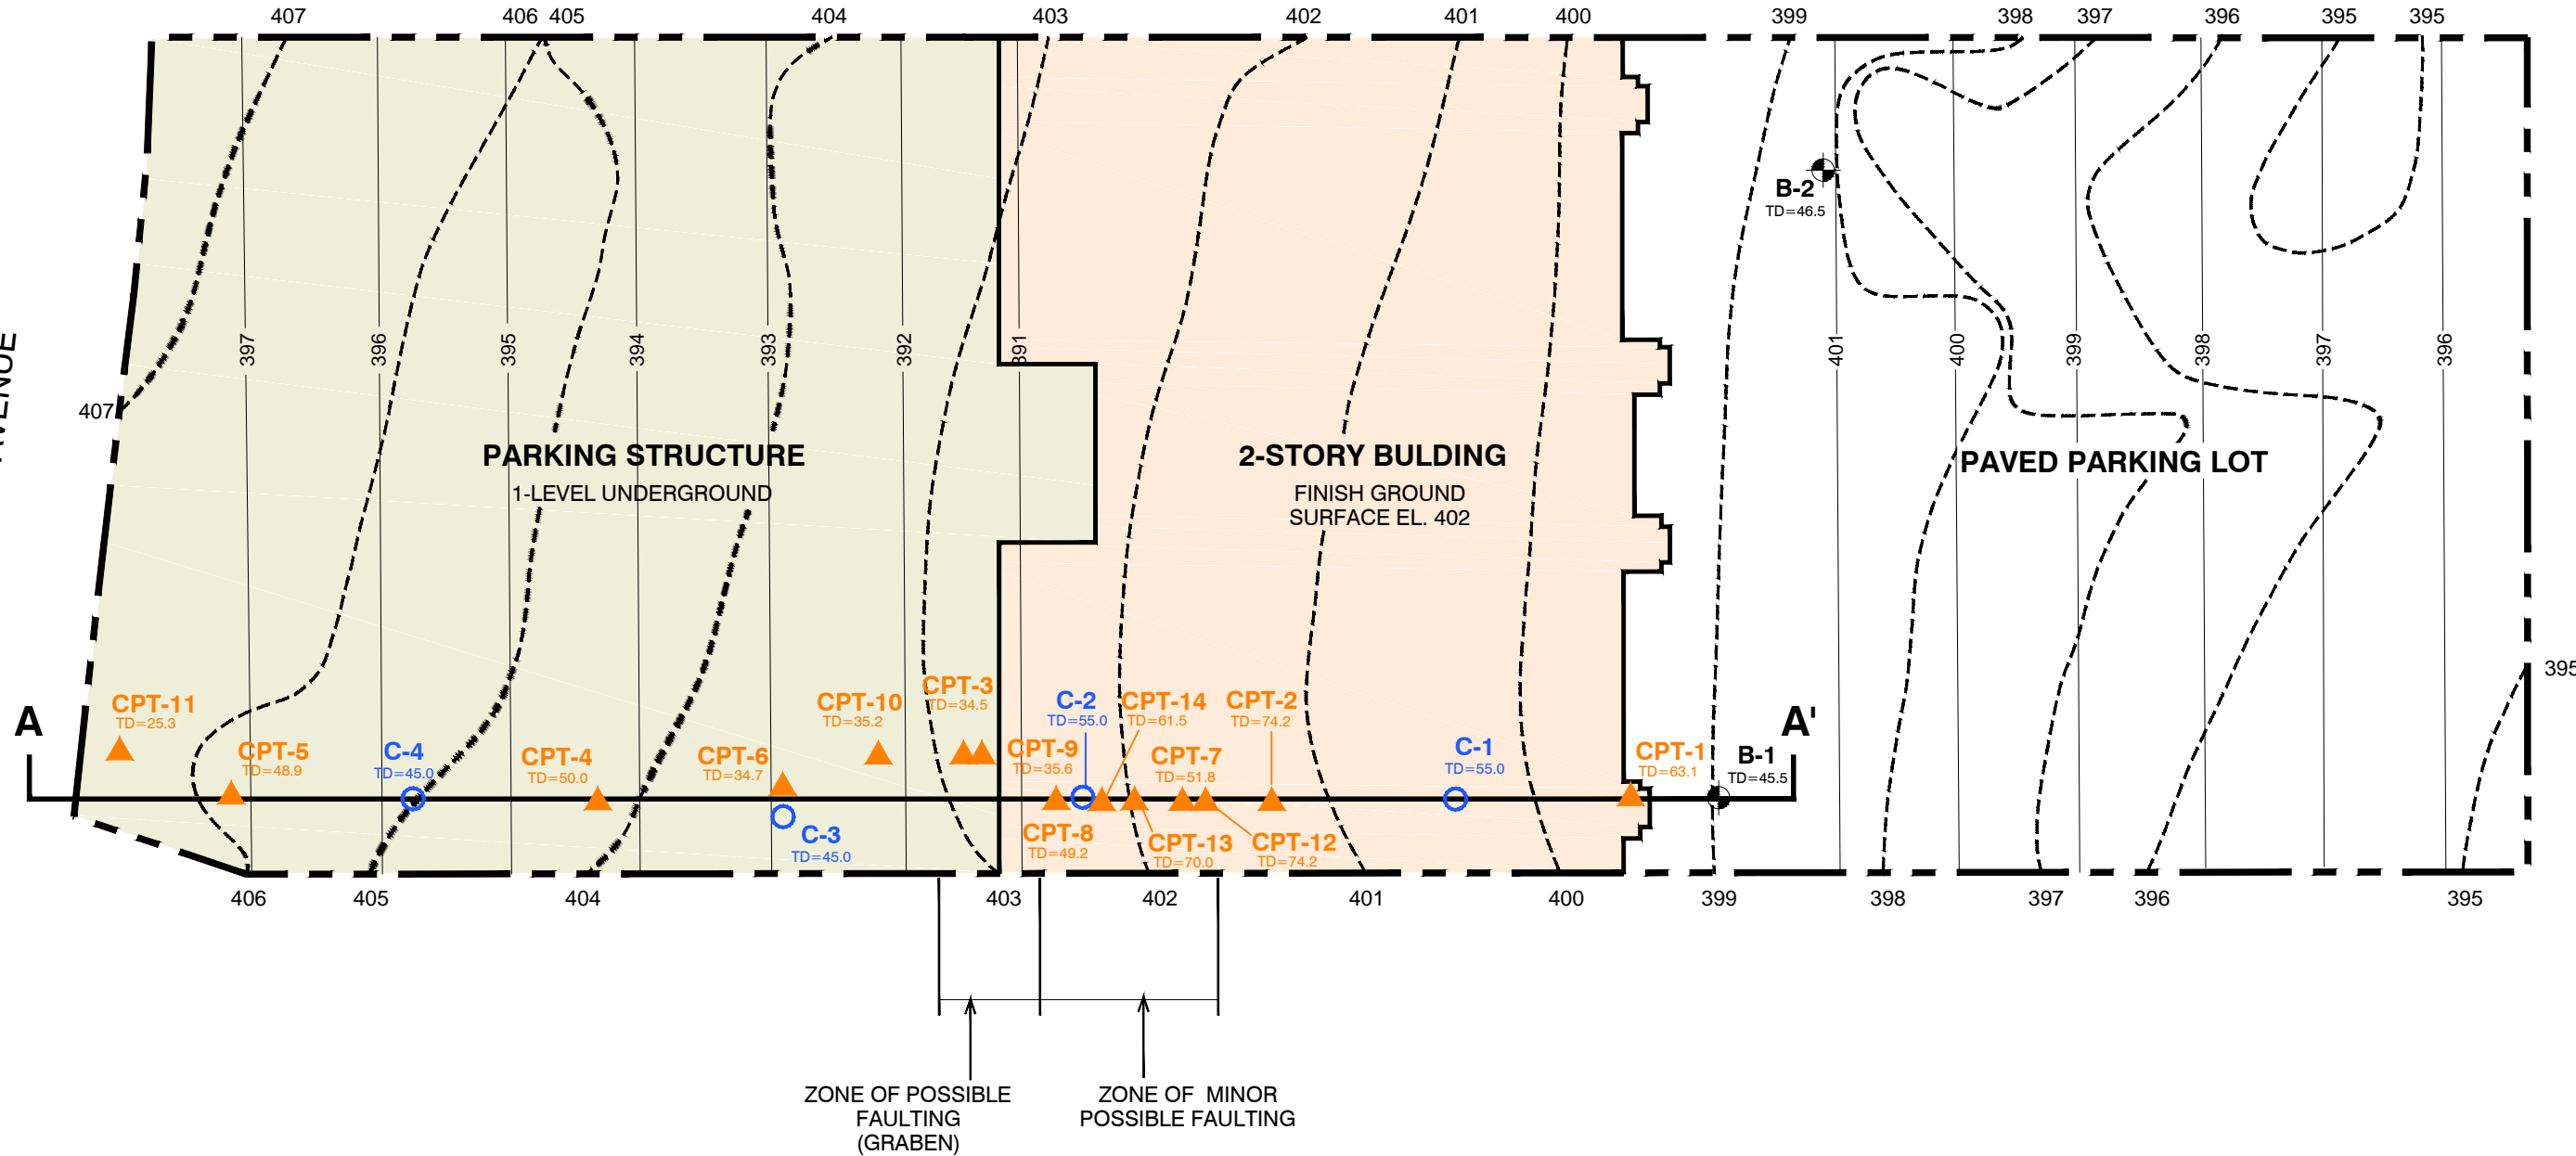 407 406 405 404 403 402 401 400 399 398 397 396 395 395
B-2
TD=46.5
AVENUE
397 396 395 394 393 392 391 401 400 399 398 397 396
407
PARKING STRUCTURE
1-LEVEL UNDERGROUND
2-STORY BULDING
FINISH GROUND
SURFACE EL. 402
PAVED PARKING LOT
395
A
CPT-11
TD=25.3
CPT-5
TD=48.9
C-4
TD=45.0
CPT-4
TD=50.0
CPT-6
TD=34.7
C-3
TD=45.0
CPT-10
TD=35.2
CPT-3
TD=34.5
CPT-9
TD=35.6
CPT-8
TD=49.2
C-2
TD=55.0
CPT-14
TD=61.5
CPT-7
TD=51.8
CPT-13
TD=70.0
CPT-2
TD=74.2
CPT-12
TD=74.2
C-1
TD=55.0
CPT-1
TD=63.1
B-1
TD=45.5
A'
406 405 404 403 402 401 400 399 398 397 396 395
ZONE OF POSSIBLE
FAULTING
(GRABEN)
ZONE OF MINOR
POSSIBLE FAULTING